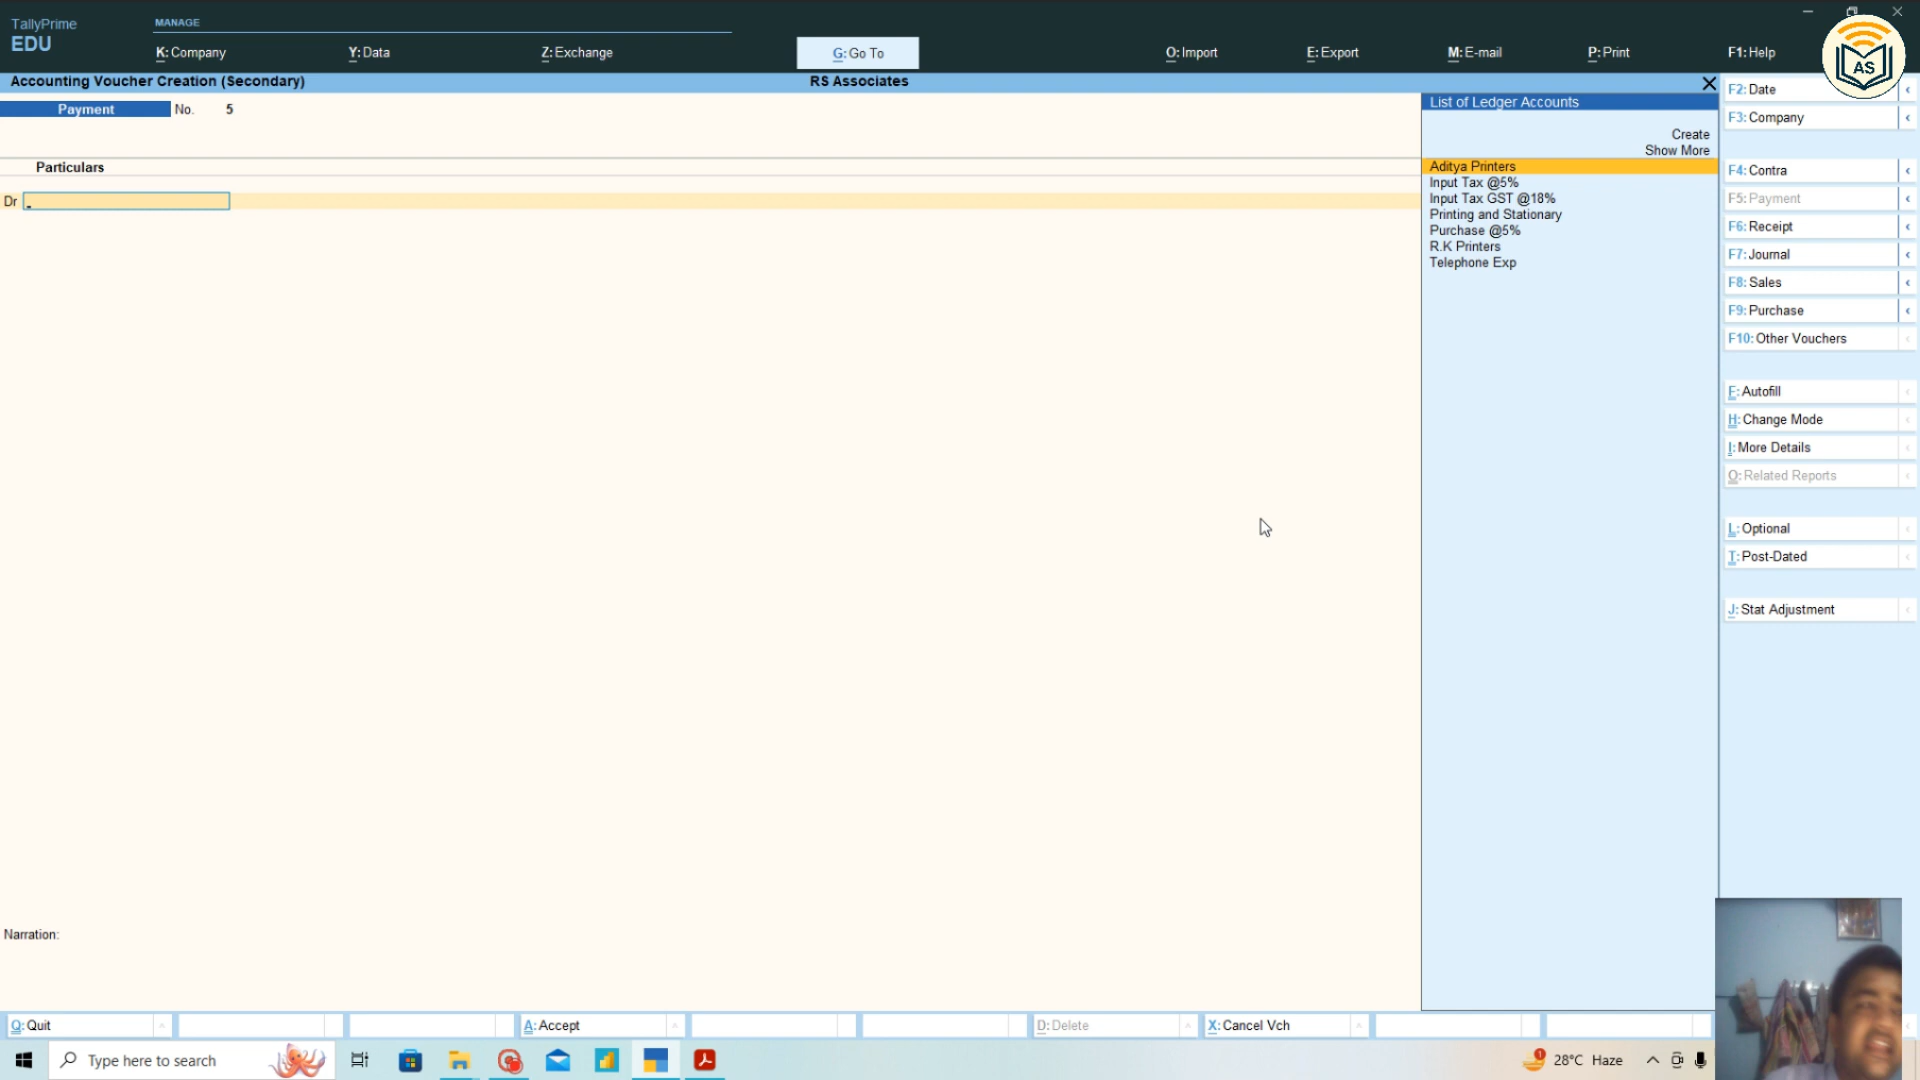 TallyPrime
EDU
MANAGE
K: Company
Y: Data
Z: Exchange
G: Go To
O: Import
E: Export
M: E-mail
P: Print
F1: Help
AS
Accounting Voucher Creation (Secondary)
RS Associates
Payment No. 5
Particulars
Dr
List of Ledger Accounts
Create
Show More
Aditya Printers
Input Tax @5%
Input Tax GST @18%
Printing and Stationary
Purchase @5%
R.K Printers
Telephone Exp
F2: Date
F3: Company
F4: Contra
F5: Payment
F6: Receipt
F7: Journal
F8: Sales
F9: Purchase
F10: Other Vouchers
F: Autofill
H: Change Mode
I: More Details
O: Related Reports
L: Optional
T: Post-Dated
J: Stat Adjustment
Narration:
Q: Quit
A: Accept
D: Delete
X: Cancel Vch
Type here to search
1
28°C Haze